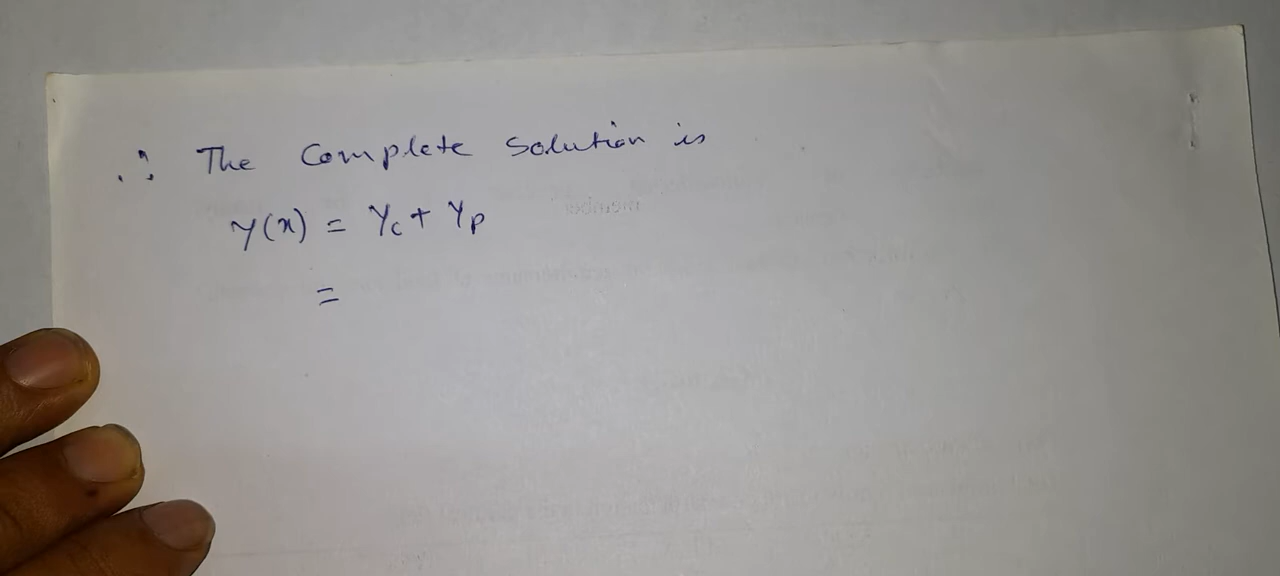 ∴ The Complete Solution is
y(x) = Yc + Yp
=